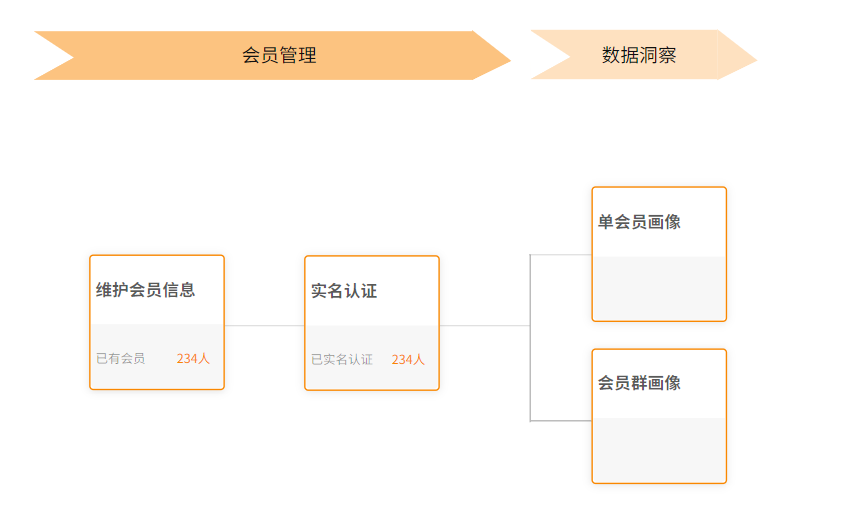 会员管理
数据洞察
单会员画像
维护会员信息
实名认证
已有会员 234人
已实名认证 234人
会员群画像